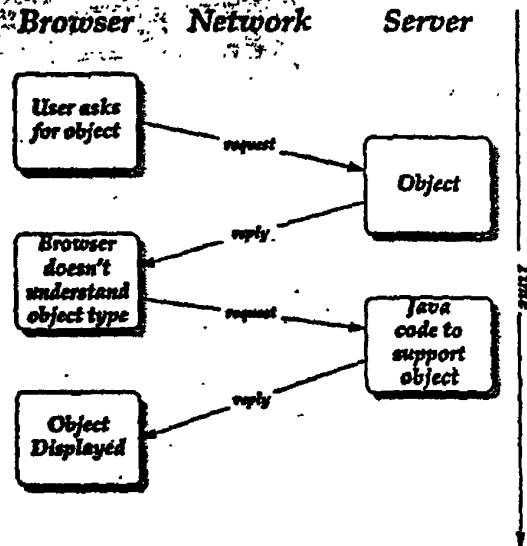 Browser Network Server
User asks
for object
request
Object
reply
Browser
doesn't
understand
object type
request
Java
code to
support
object
reply
Object
Displayed
Time